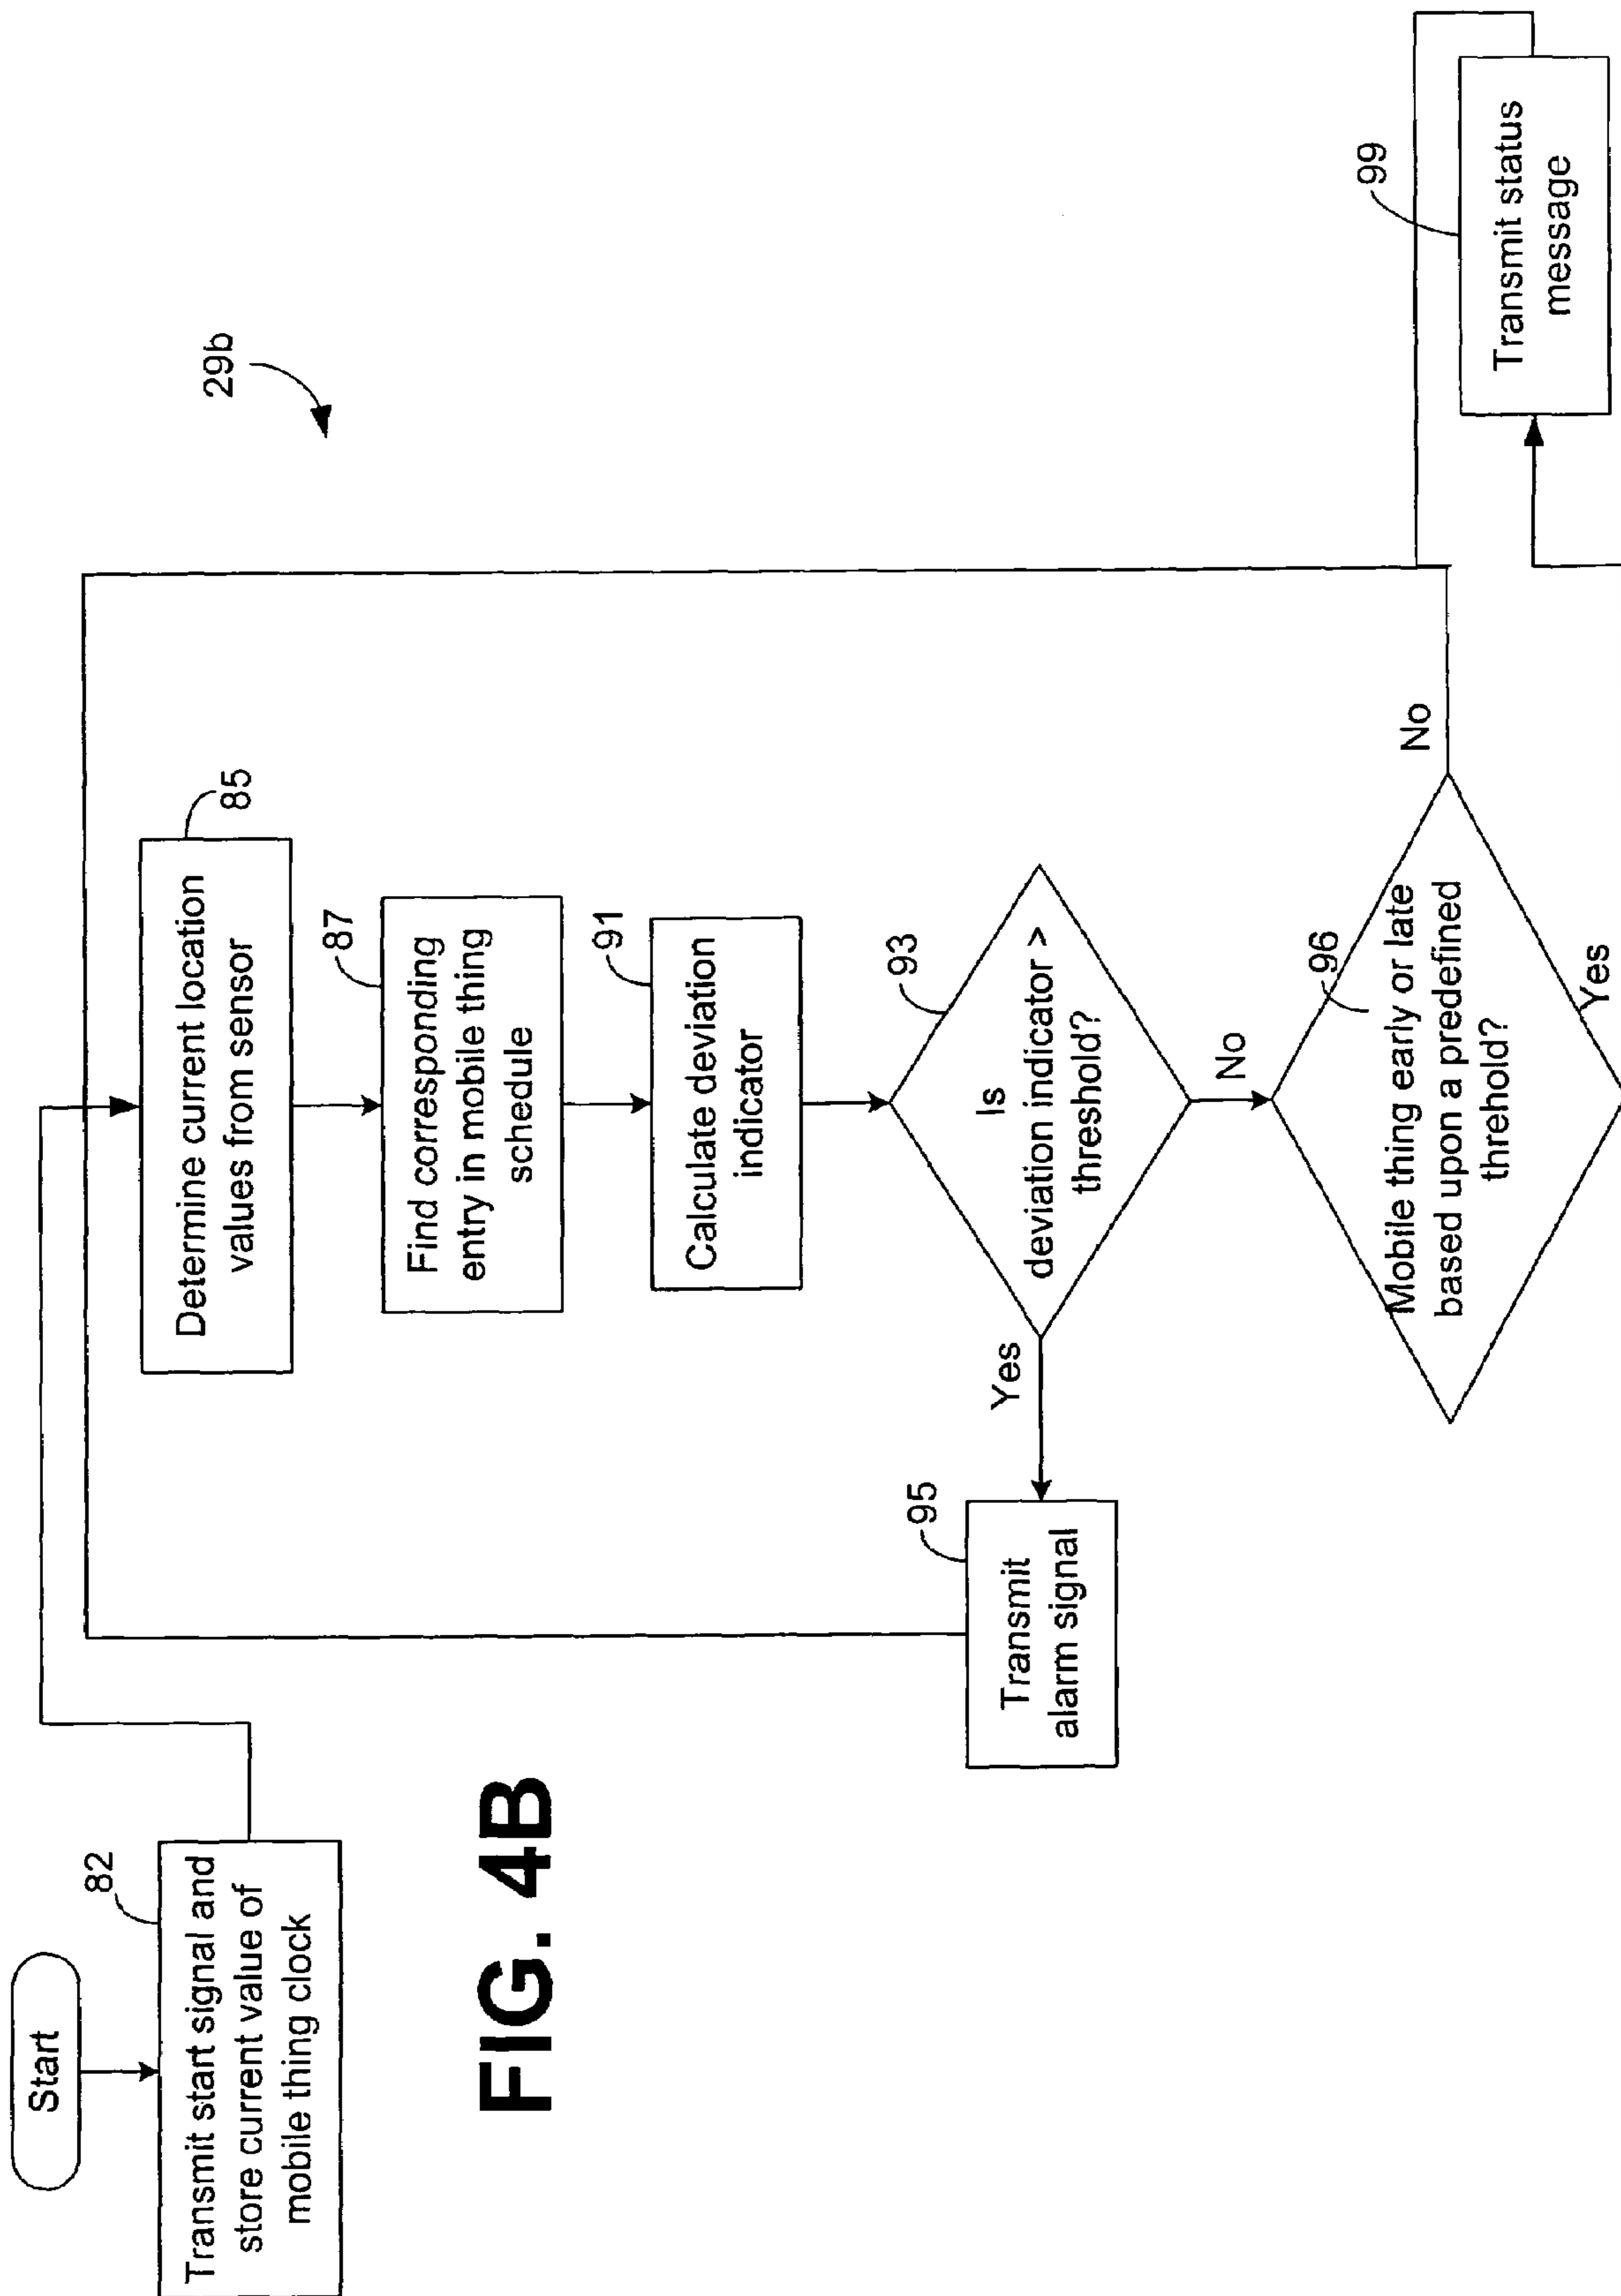 Start
82
Transmit start signal and
store current value of
mobile thing clock
FIG. 4B
29b
85
Determine current location
values from sensor
87
Find corresponding
entry in mobile thing
schedule
91
Calculate deviation
indicator
93
Is
deviation indicator >
threshold?
Yes
No
95
Transmit
alarm signal
96
Mobile thing early or late
based upon a predefined
threhold?
No
Yes
99
Transmit status
message